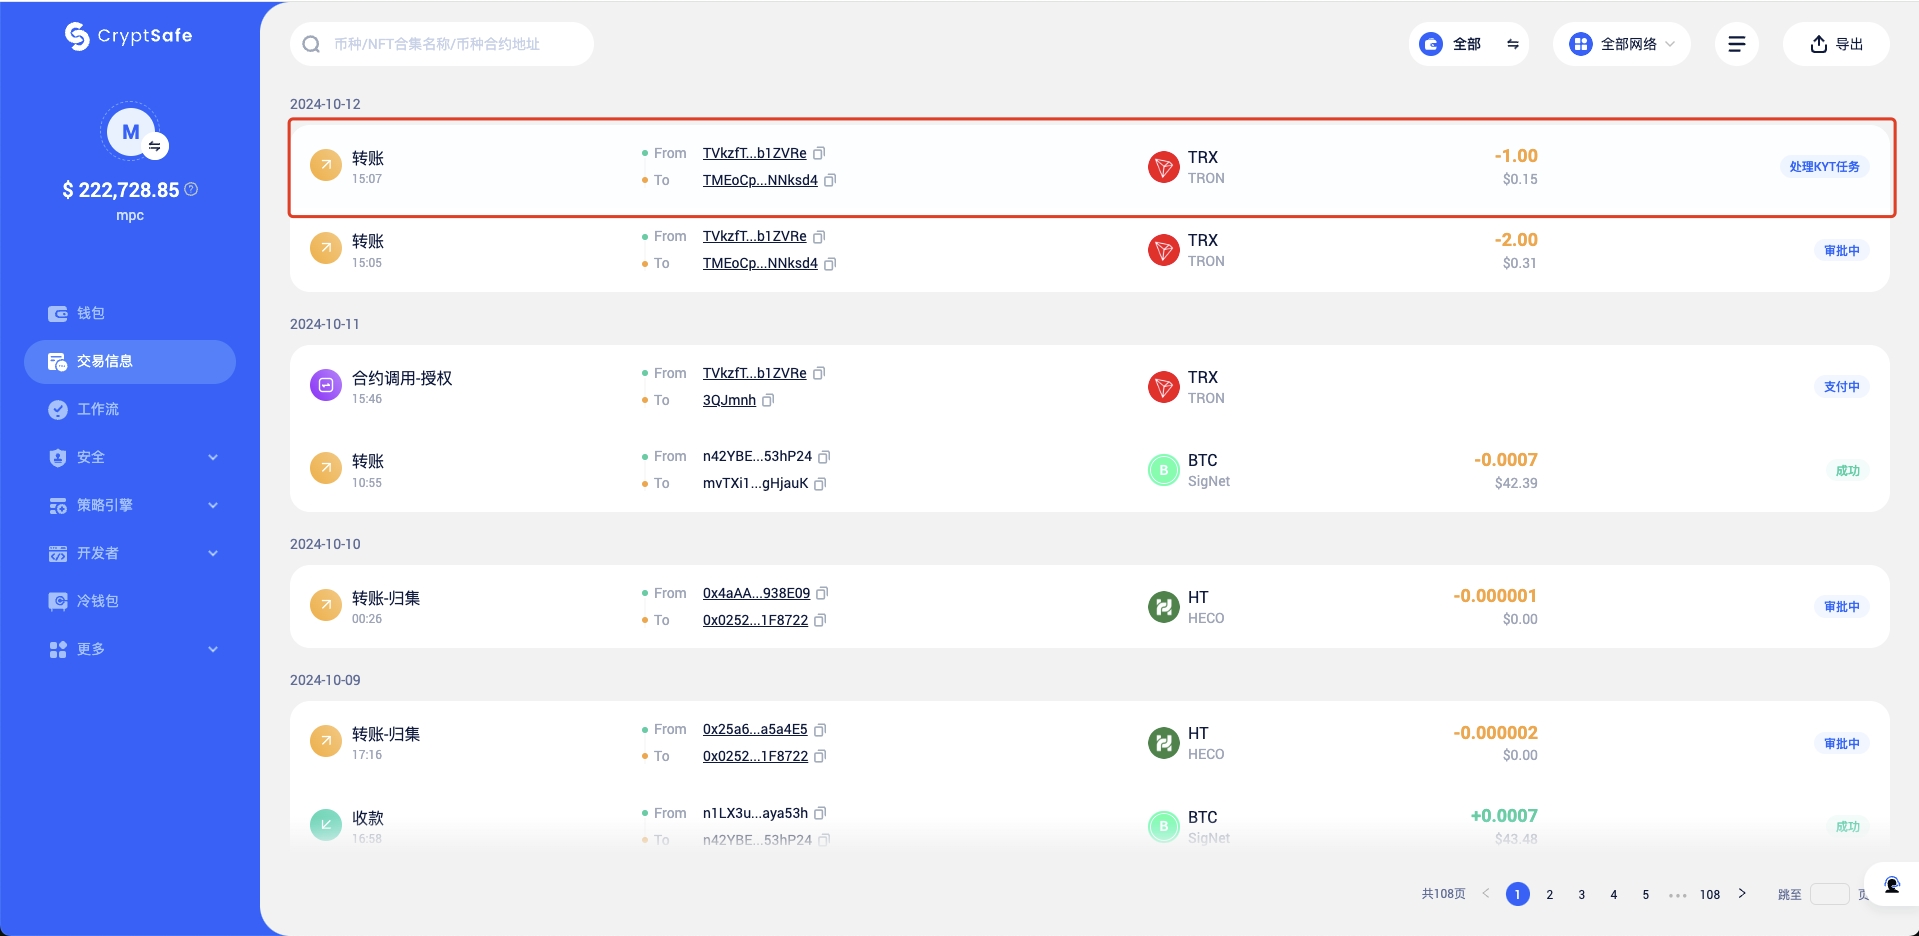 CryptSafe
M
$ 222,728.85
mpc
钱包
交易信息
工作流
安全
策略引擎
开发者
冷钱包
更多
币种/NFT合集名称/币种合约地址
全部
全部网络
导出
2024-10-12
转账
15:07
From TVkzfT...b1ZVRe
To TMEoCp...NNksd4
TRX
TRON
-1.00
$0.15
处理KYT任务
转账
15:05
From TVkzfT...b1ZVRe
To TMEoCp...NNksd4
TRX
TRON
-2.00
$0.31
审批中
2024-10-11
合约调用-授权
15:46
From TVkzfT...b1ZVRe
To 3QJmnh
TRX
TRON
支付中
转账
10:55
From n42YBE...53hP24
To mvTXi1...gHjauK
BTC
SigNet
-0.0007
$42.39
成功
2024-10-10
转账-归集
00:26
From 0x4aAA...938E09
To 0x0252...1F8722
HT
HECO
-0.000001
$0.00
审批中
2024-10-09
转账-归集
17:16
From 0x25a6...a5a4E5
To 0x0252...1F8722
HT
HECO
-0.000002
$0.00
审批中
收款
16:58
From n1LX3u...aya53h
To n42YBE...53hP24
BTC
SigNet
+0.0007
$43.48
成功
共108页 < 1 2 3 4 5 ••• 108 > 跳至 页